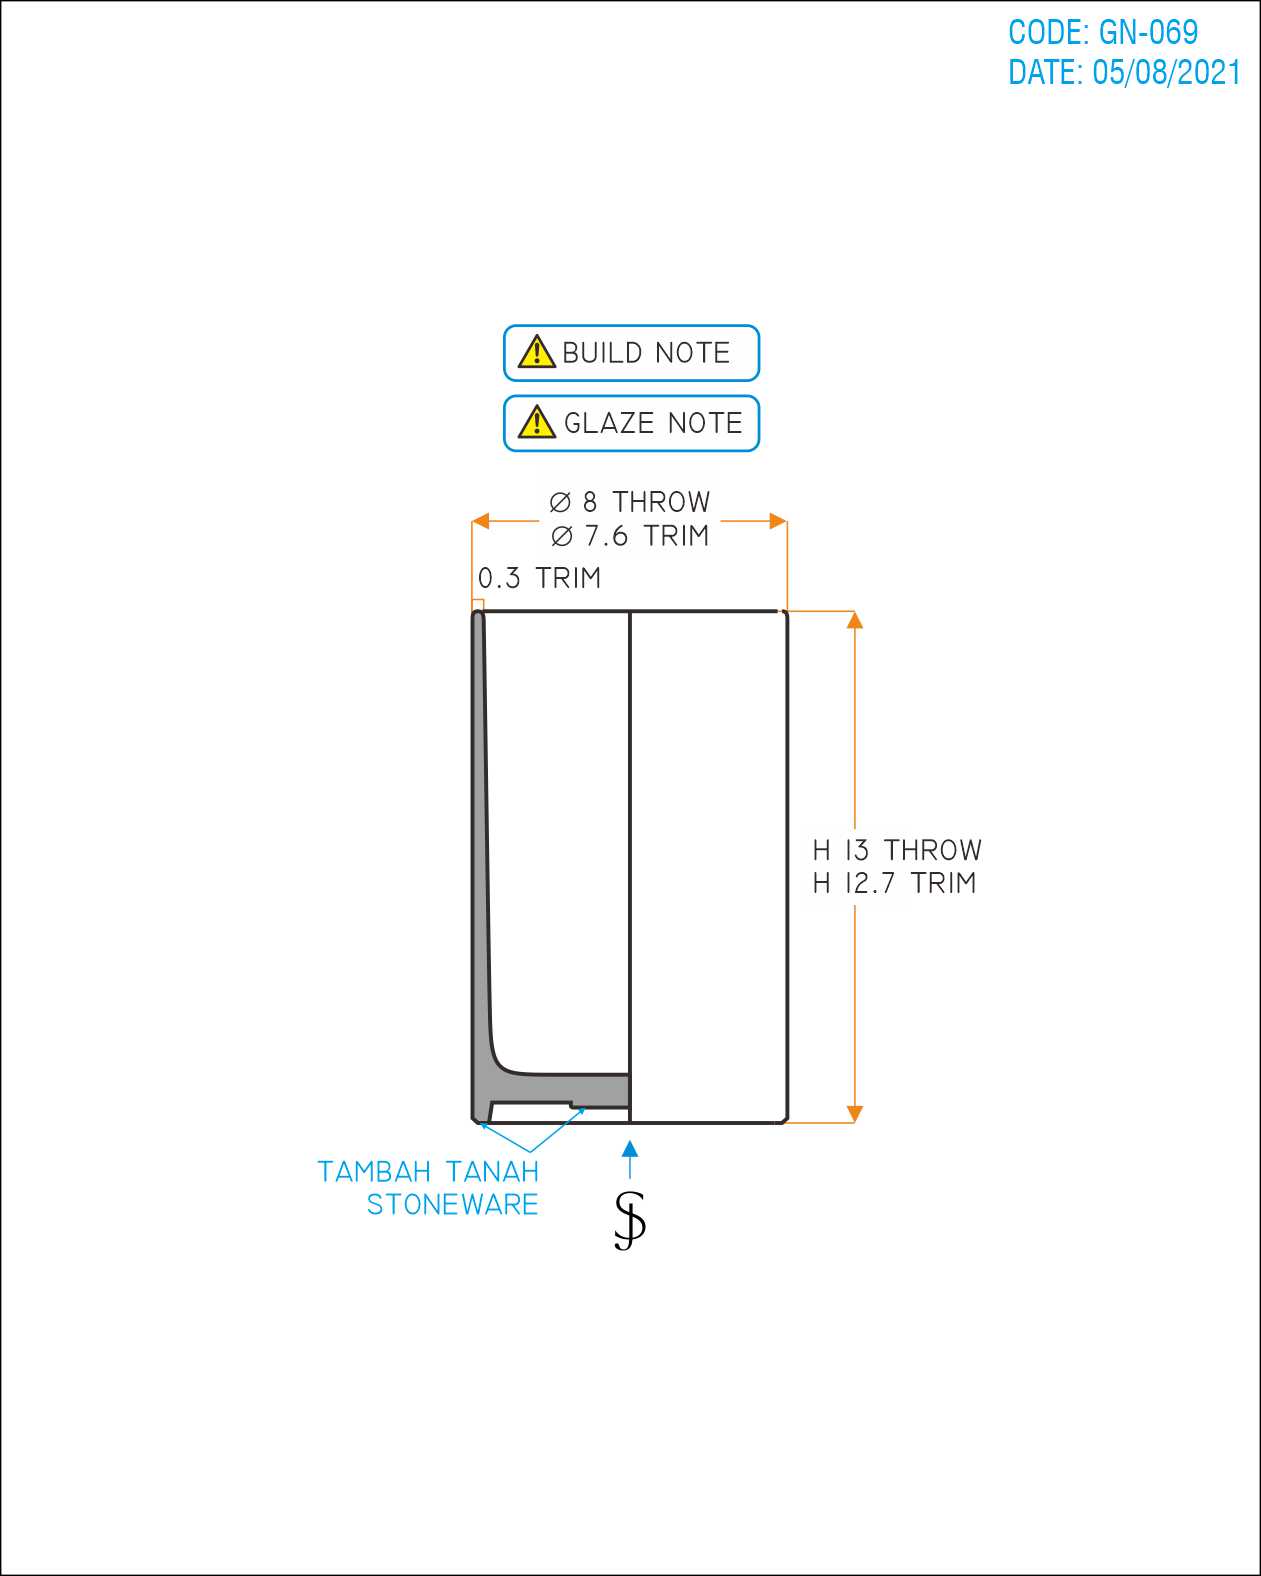 CODE: GN-069
DATE: 05/08/2021
BUILD NOTE
GLAZE NOTE
⌀ 8 THROW
⌀ 7.6 TRIM
0.3 TRIM
H 13 THROW
H 12.7 TRIM
TAMBAH TANAH
STONEWARE